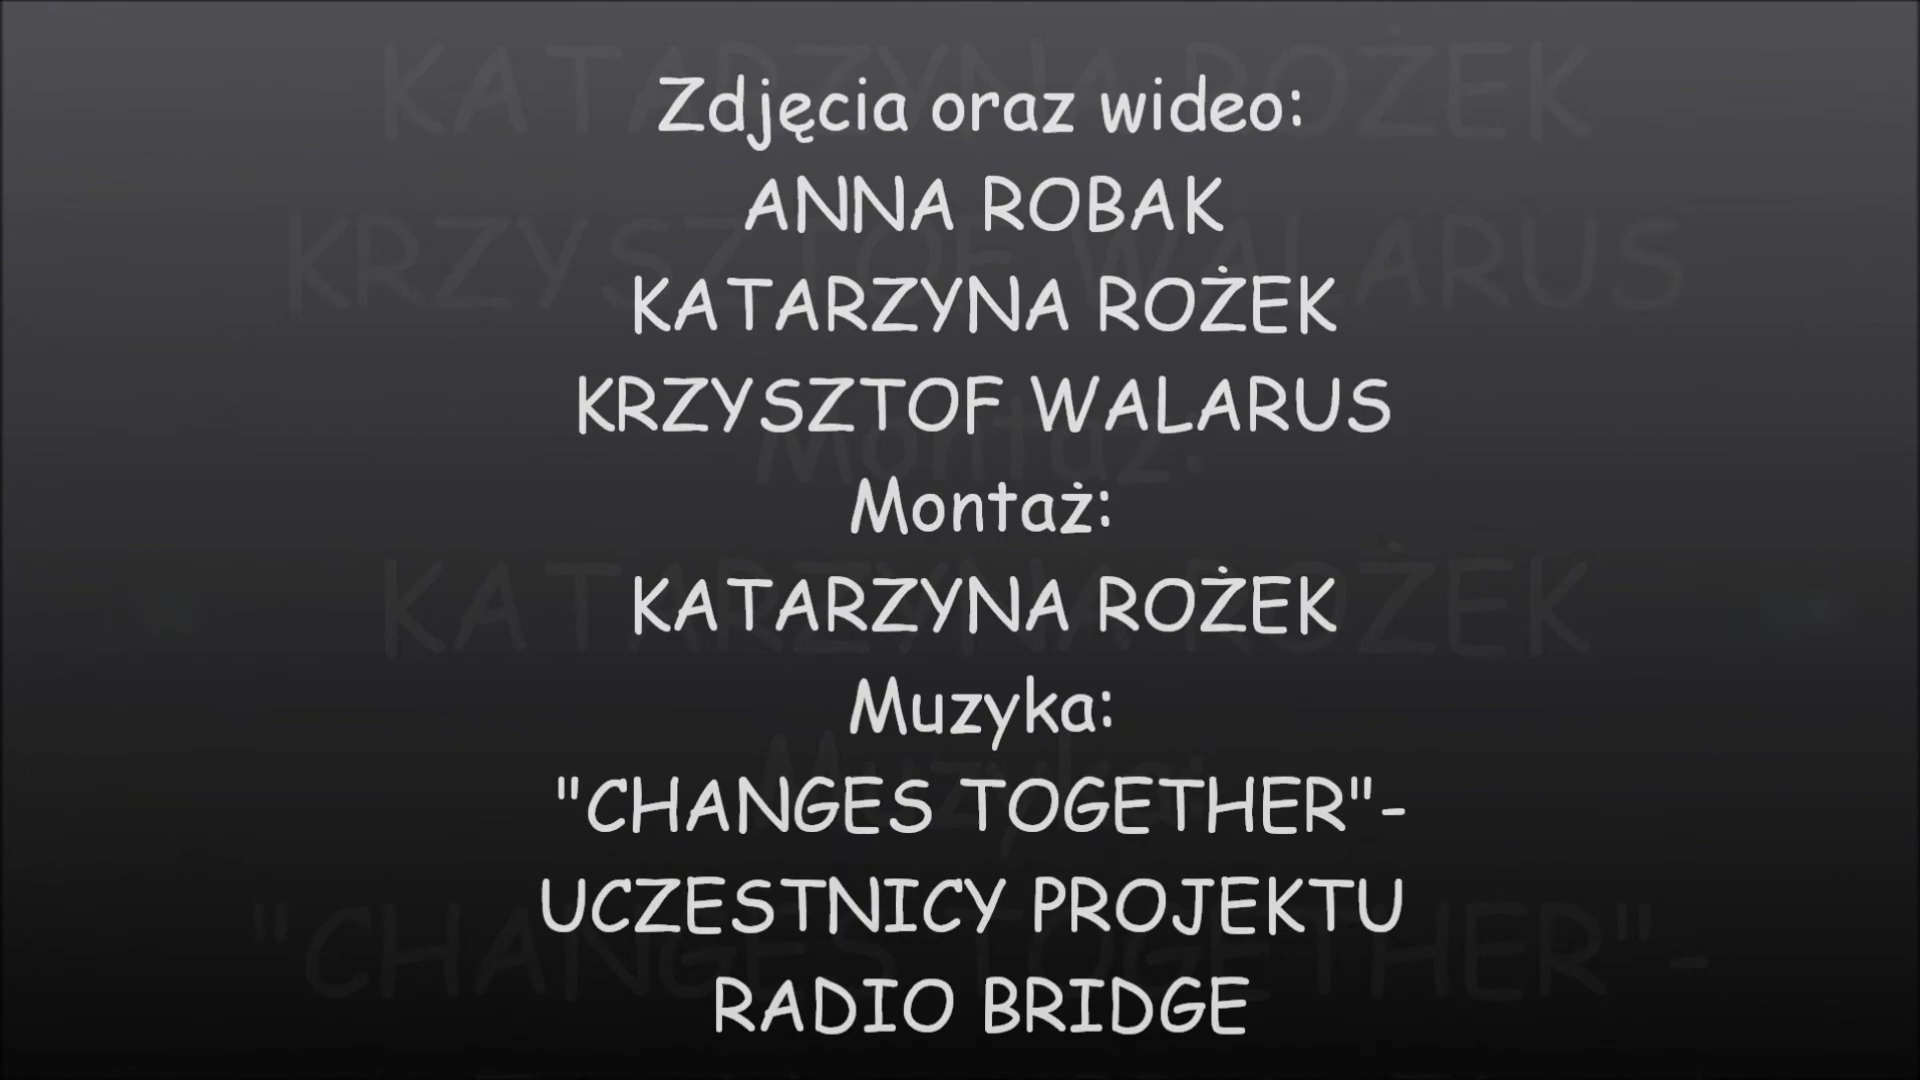 Zdjęcia oraz wideo:
ANNA ROBAK
KATARZYNA ROŻEK
KRZYSZTOF WALARUS
Montaż:
KATARZYNA ROŻEK
Muzyka:
"CHANGES TOGETHER"-
UCZESTNICY PROJEKTU
RADIO BRIDGE